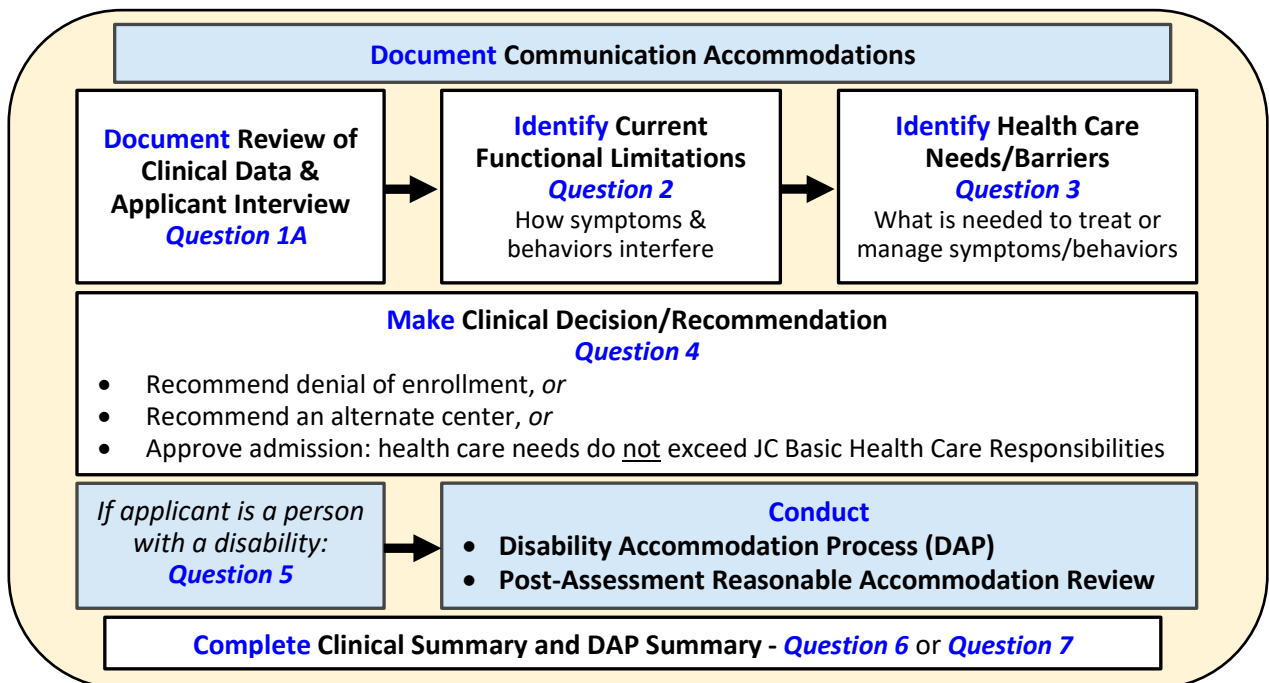 Document Communication Accommodations
Document Review of
Clinical Data &
Applicant Interview
Question 1A
Identify Current
Functional Limitations
Question 2
How symptoms &
behaviors interfere
Identify Health Care
Needs/Barriers
Question 3
What is needed to treat or
manage symptoms/behaviors
Make Clinical Decision/Recommendation
Question 4
• Recommend denial of enrollment, or
• Recommend an alternate center, or
• Approve admission: health care needs do not exceed JC Basic Health Care Responsibilities
If applicant is a person
with a disability:
Question 5
Conduct
• Disability Accommodation Process (DAP)
• Post-Assessment Reasonable Accommodation Review
Complete Clinical Summary and DAP Summary - Question 6 or Question 7